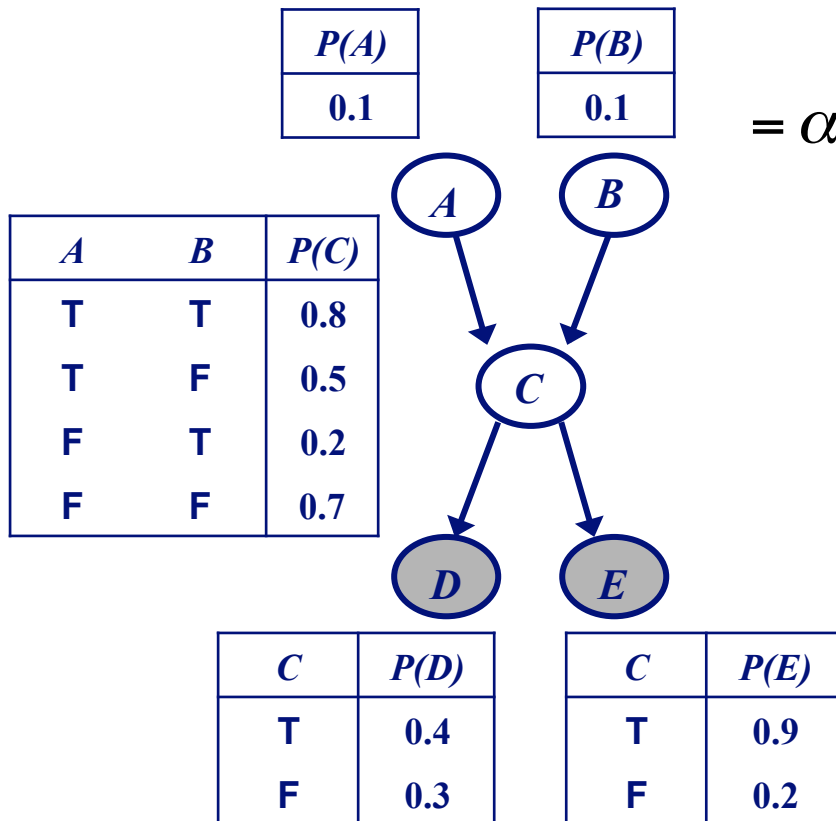 P(A) P(B)
0.1 0.1
= α
A B
A B P(C)
T T 0.8
T F 0.5
F T 0.2
F F 0.7
C
D E
C P(D) C P(E)
T 0.4 T 0.9
F 0.3 F 0.2